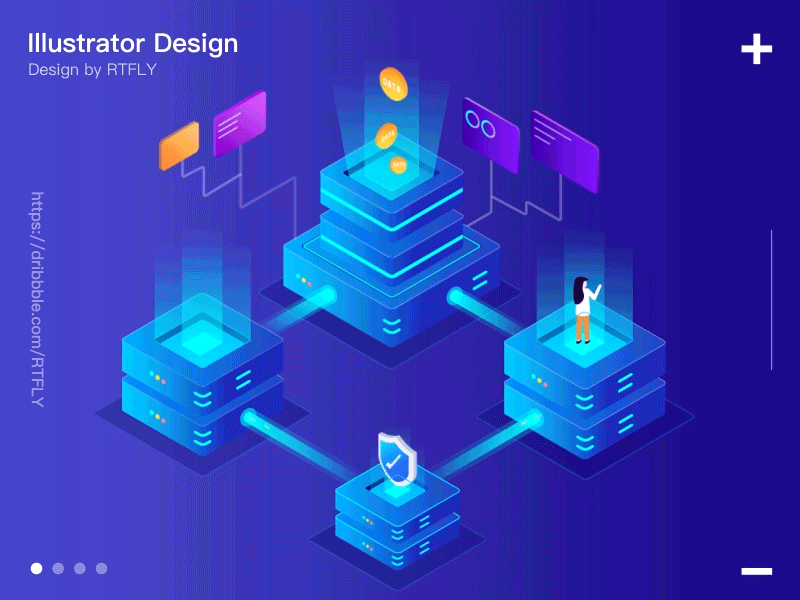 Illustrator Design
Design by RTFLY
DATA
DATA
DATA
https://dribbble.com/RTFLY